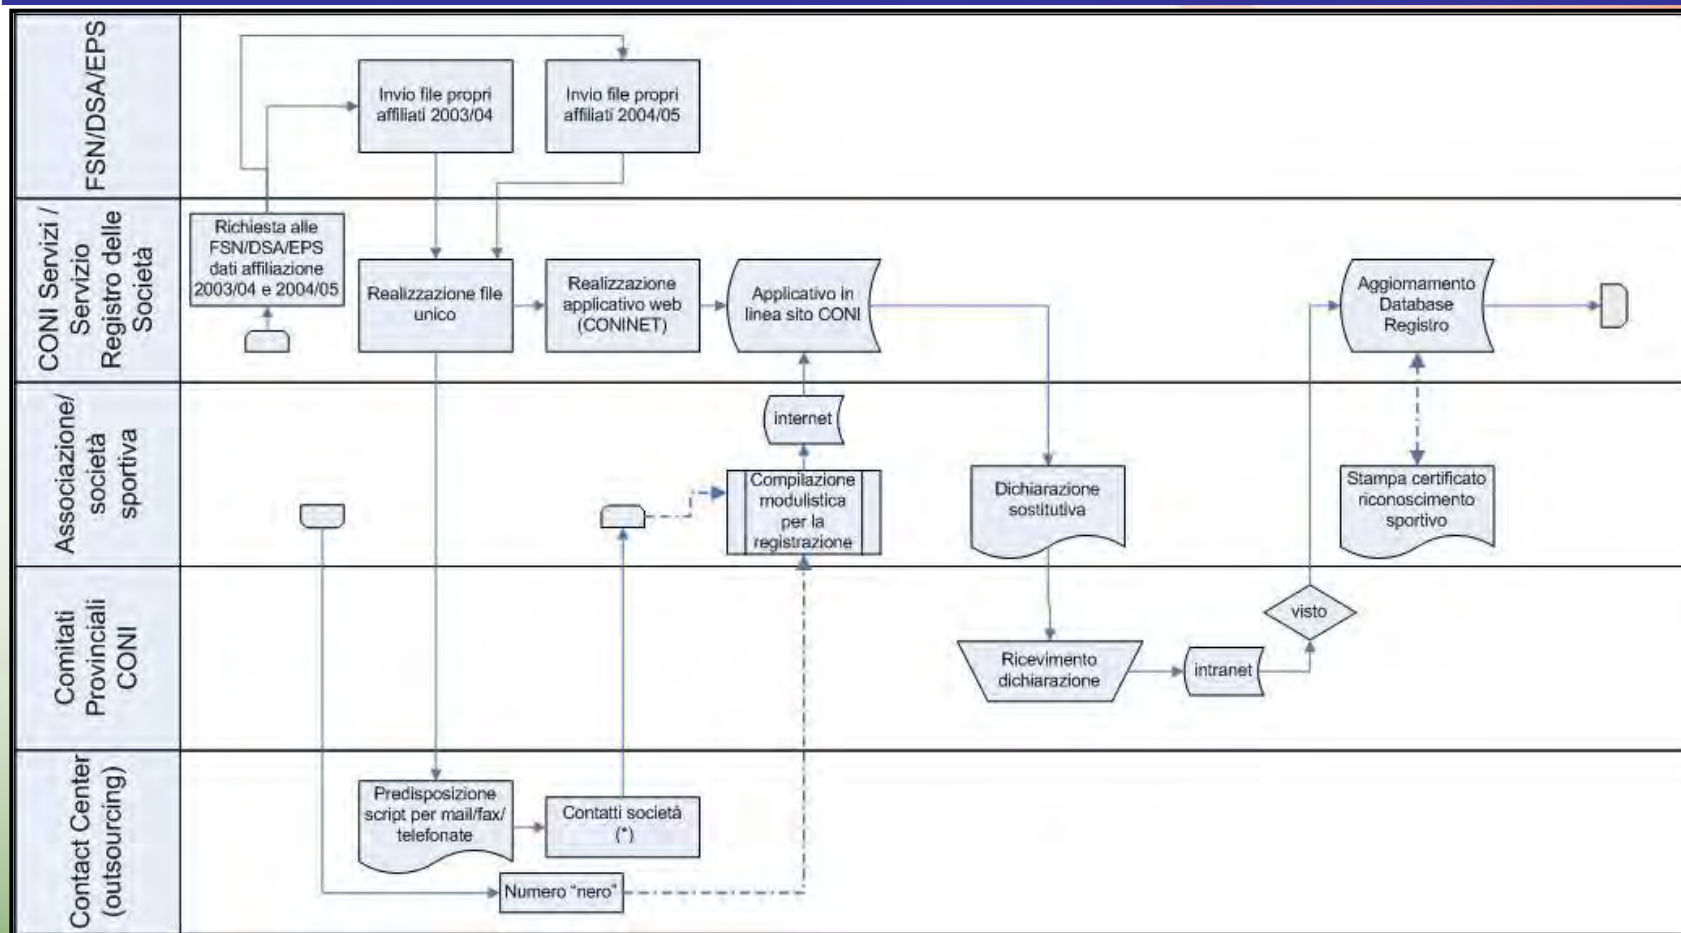 FSN/DSA/EPS
Invio file propri
affiliati 2003/04
Invio file propri
affiliati 2004/05
CONI Servizi /
Servizio
Registro delle
Società
Richiesta alle
FSN/DSA/EPS
dati affiliazione
2003/04 e 2004/05
Realizzazione file
unico
Realizzazione
applicativo web
(CONINET)
Applicativo in
linea sito CONI
Aggiornamento
Database
Registro
Associazione/
società
sportiva
internet
Compilazione
modulistica
per la
registrazione
Dichiarazione
sostitutiva
Stampa certificato
riconoscimento
sportivo
Comitati
Provinciali
CONI
Ricevimento
dichiarazione
intranet
visto
Contact Center
(outsourcing)
Predisposizione
script per mail/fax/
telefonate
Contatti società
(*)
Numero “nero”